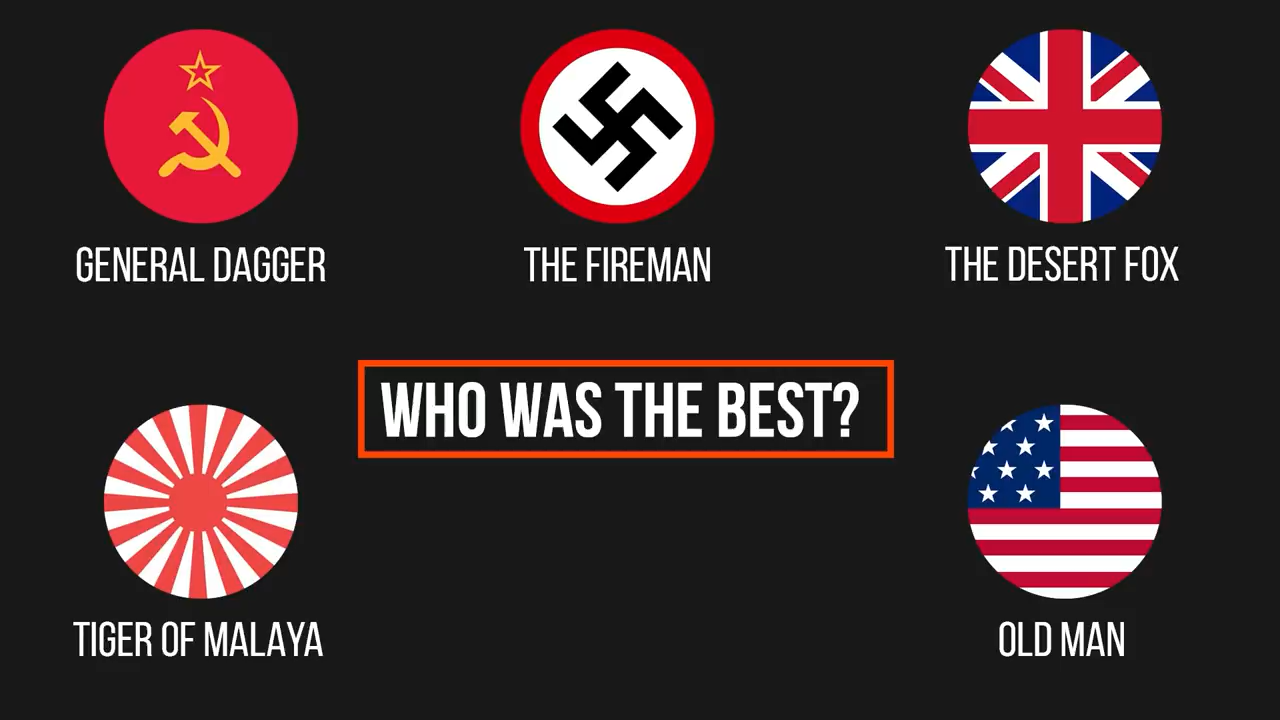 GENERAL DAGGER
THE FIREMAN
THE DESERT FOX
WHO WAS THE BEST?
TIGER OF MALAYA
OLD MAN